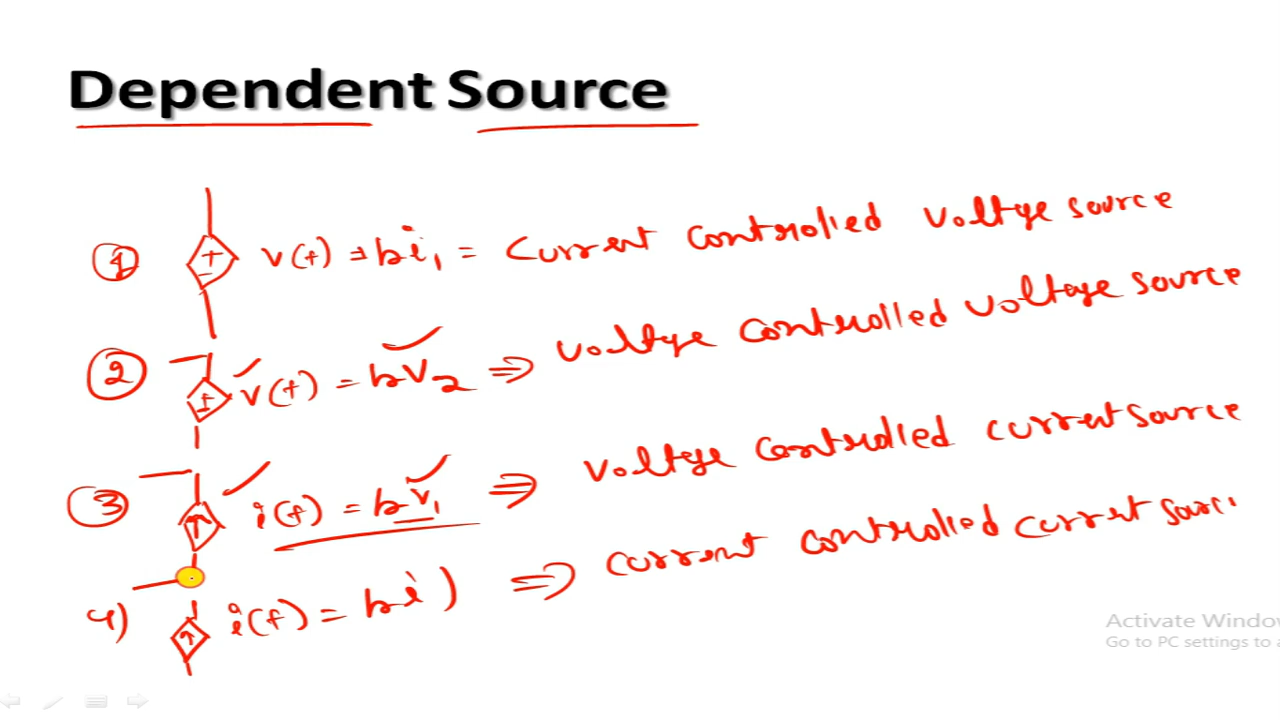 Dependent Source
① v(t) = bi₁ = Current controlled voltage source
② v(t) = bV₂ ⇒ voltage controlled voltage source
③ i(t) = bv₁ ⇒ voltage controlled current source
4) i(t) = bi) ⇒ current controlled current sourc
Activate Window
Go to PC settings to a